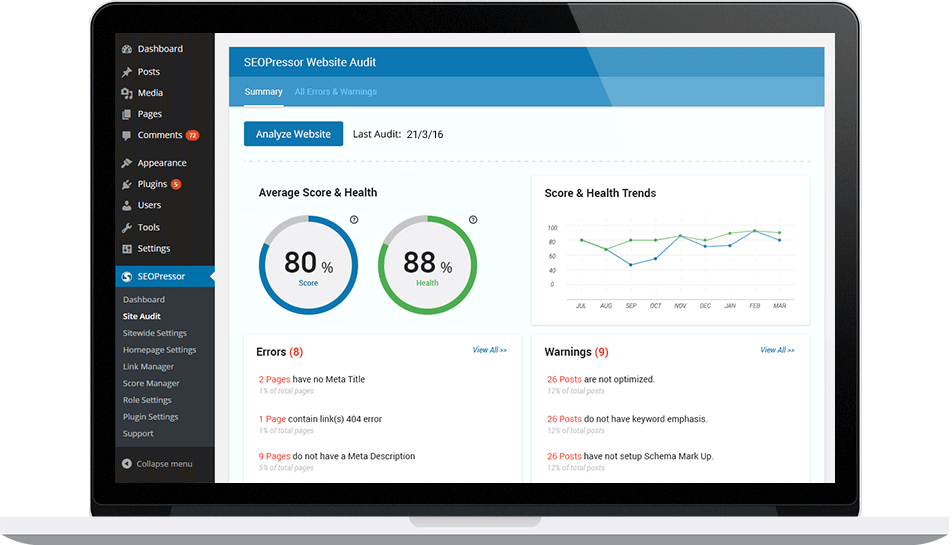 Dashboard
Posts
Media
Pages
Comments 72
Appearance
Plugins 5
Users
Tools
Settings
SEOPressor
Dashboard
Site Audit
Sitewide Settings
Homepage Settings
Link Manager
Score Manager
Role Settings
Plugin Settings
Support
Collapse menu
SEOPressor Website Audit
Summary All Errors & Warnings
Analyze Website Last Audit: 21/3/16
Average Score & Health
?
80 %
Score
?
88 %
Health
Score & Health Trends
100
80
60
40
0
JUL AUG SEP OCT NOV DEC JAN FEB MAR
Errors (8) View All >>
2 Pages have no Meta Title
1% of total pages
1 Page contain link(s) 404 error
1% of total pages
9 Pages do not have a Meta Description
5% of total pages
Warnings (9) View All >>
26 Posts are not optimized.
12% of total posts
26 Posts do not have keyword emphasis.
12% of total posts
26 Posts have not setup Schema Mark Up.
12% of total posts